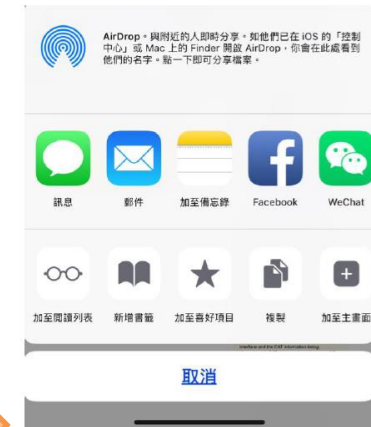 AirDrop。與附近的人即時分享。如他們已在 iOS 的「控制
中心」或 Mac 上的 Finder 開啟 AirDrop，你會在此處看到
他們的名字。點一下即可分享檔案。
訊息 郵件 加至備忘錄 Facebook WeChat
加至閱讀列表 新增書籤 加至喜好項目 複製 加至主畫面
取消